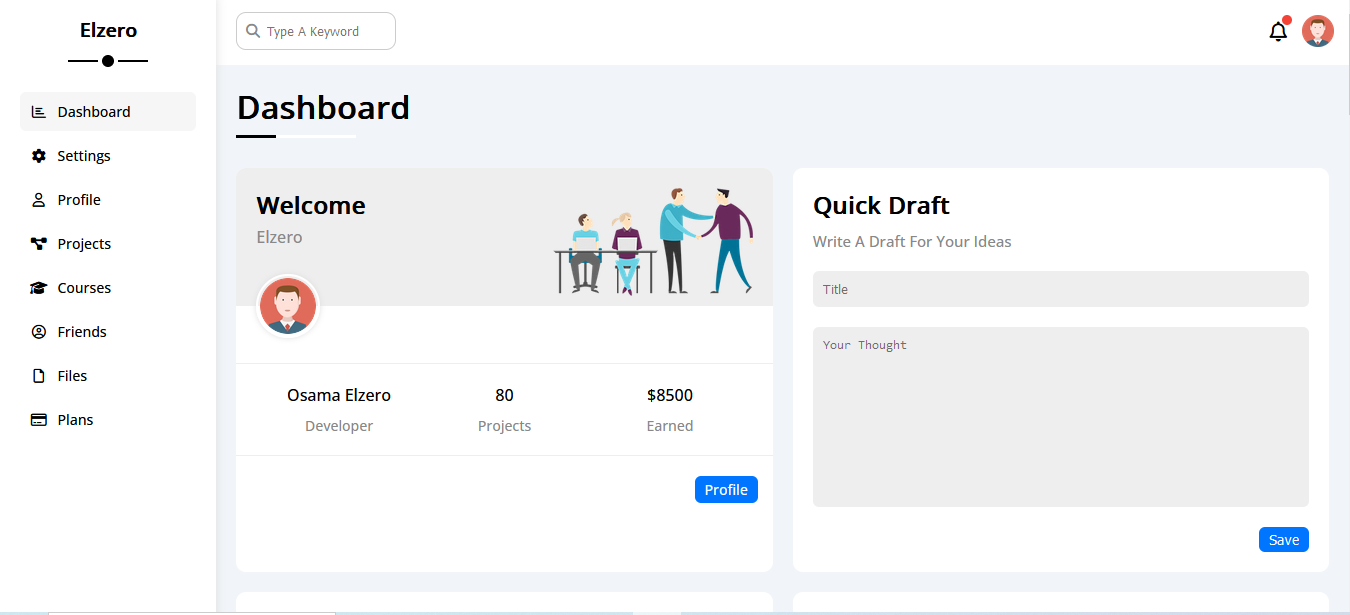 Elzero
Type A Keyword
Dashboard
Settings
Profile
Projects
Courses
Friends
Files
Plans
Dashboard
Welcome
Elzero
Osama Elzero
80
$8500
Developer
Projects
Earned
Profile
Quick Draft
Write A Draft For Your Ideas
Title
Your Thought
Save